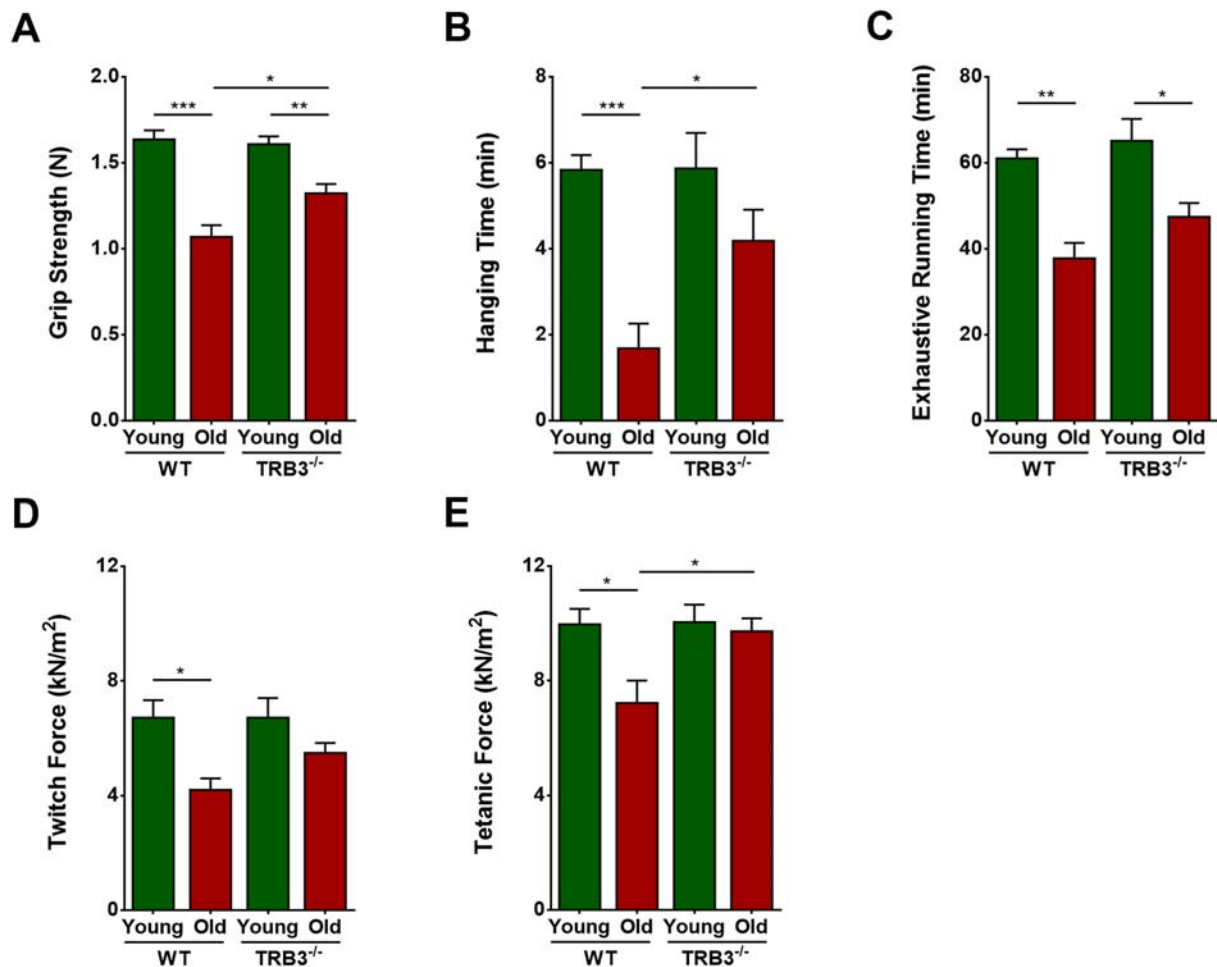 A
Grip Strength (N)
2.0
1.5
1.0
0.5
0.0
***
*
**
Young Old Young Old
WT TRB3-/-
B
Hanging Time (min)
8
6
4
2
0
***
*
Young Old Young Old
WT TRB3-/-
C
Exhaustive Running Time (min)
80
60
40
20
0
**
*
Young Old Young Old
WT TRB3-/-
D
Twitch Force (kN/m2)
12
8
4
0
*
Young Old Young Old
WT TRB3-/-
E
Tetanic Force (kN/m2)
12
8
4
0
*
*
Young Old Young Old
WT TRB3-/-